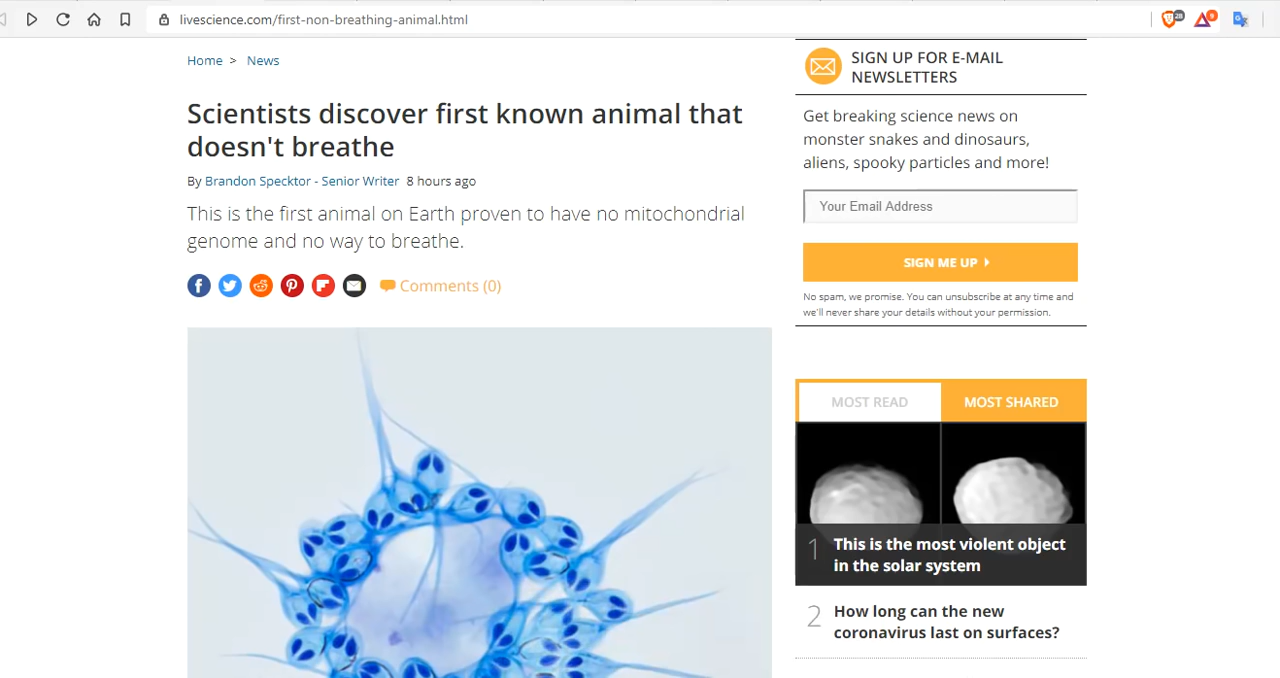 livescience.com/first-non-breathing-animal.html
28
9
Home > News
Scientists discover first known animal that
doesn't breathe
By Brandon Specktor - Senior Writer 8 hours ago
This is the first animal on Earth proven to have no mitochondrial
genome and no way to breathe.
Comments (0)
SIGN UP FOR E-MAIL
NEWSLETTERS
Get breaking science news on
monster snakes and dinosaurs,
aliens, spooky particles and more!
Your Email Address
SIGN ME UP
No spam, we promise. You can unsubscribe at any time and
we'll never share your details without your permission.
MOST READ
MOST SHARED
1 This is the most violent object
in the solar system
2 How long can the new
coronavirus last on surfaces?